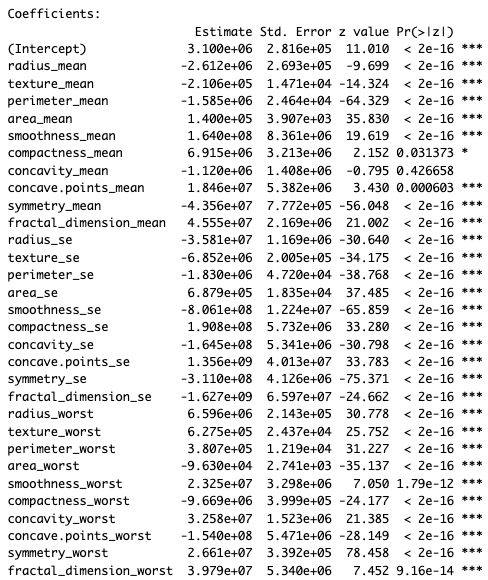 Coefficients:
Estimate Std. Error z value Pr(>|z|)
(Intercept) 3.100e+06 2.816e+05 11.010 < 2e-16 ***
radius_mean -2.612e+06 2.693e+05 -9.699 < 2e-16 ***
texture_mean -2.106e+05 1.471e+04 -14.324 < 2e-16 ***
perimeter_mean -1.585e+06 2.464e+04 -64.329 < 2e-16 ***
area_mean 1.400e+05 3.907e+03 35.830 < 2e-16 ***
smoothness_mean 1.640e+08 8.361e+06 19.619 < 2e-16 ***
compactness_mean 6.915e+06 3.213e+06 2.152 0.031373 *
concavity_mean -1.120e+06 1.408e+06 -0.795 0.426658
concave.points_mean 1.846e+07 5.382e+06 3.430 0.000603 ***
symmetry_mean -4.356e+07 7.772e+05 -56.048 < 2e-16 ***
fractal_dimension_mean 4.555e+07 2.169e+06 21.002 < 2e-16 ***
radius_se -3.581e+07 1.169e+06 -30.640 < 2e-16 ***
texture_se -6.852e+06 2.005e+05 -34.175 < 2e-16 ***
perimeter_se -1.830e+06 4.720e+04 -38.768 < 2e-16 ***
area_se 6.879e+05 1.835e+04 37.485 < 2e-16 ***
smoothness_se -8.061e+08 1.224e+07 -65.859 < 2e-16 ***
compactness_se 1.908e+08 5.732e+06 33.280 < 2e-16 ***
concavity_se -1.645e+08 5.341e+06 -30.798 < 2e-16 ***
concave.points_se 1.356e+09 4.013e+07 33.783 < 2e-16 ***
symmetry_se -3.110e+08 4.126e+06 -75.371 < 2e-16 ***
fractal_dimension_se -1.627e+09 6.597e+07 -24.662 < 2e-16 ***
radius_worst 6.596e+06 2.143e+05 30.778 < 2e-16 ***
texture_worst 6.275e+05 2.437e+04 25.752 < 2e-16 ***
perimeter_worst 3.807e+05 1.219e+04 31.227 < 2e-16 ***
area_worst -9.630e+04 2.741e+03 -35.137 < 2e-16 ***
smoothness_worst 2.325e+07 3.298e+06 7.050 1.79e-12 ***
compactness_worst -9.669e+06 3.999e+05 -24.177 < 2e-16 ***
concavity_worst 3.258e+07 1.523e+06 21.385 < 2e-16 ***
concave.points_worst -1.540e+08 5.471e+06 -28.149 < 2e-16 ***
symmetry_worst 2.661e+07 3.392e+05 78.458 < 2e-16 ***
fractal_dimension_worst 3.979e+07 5.340e+06 7.452 9.16e-14 ***